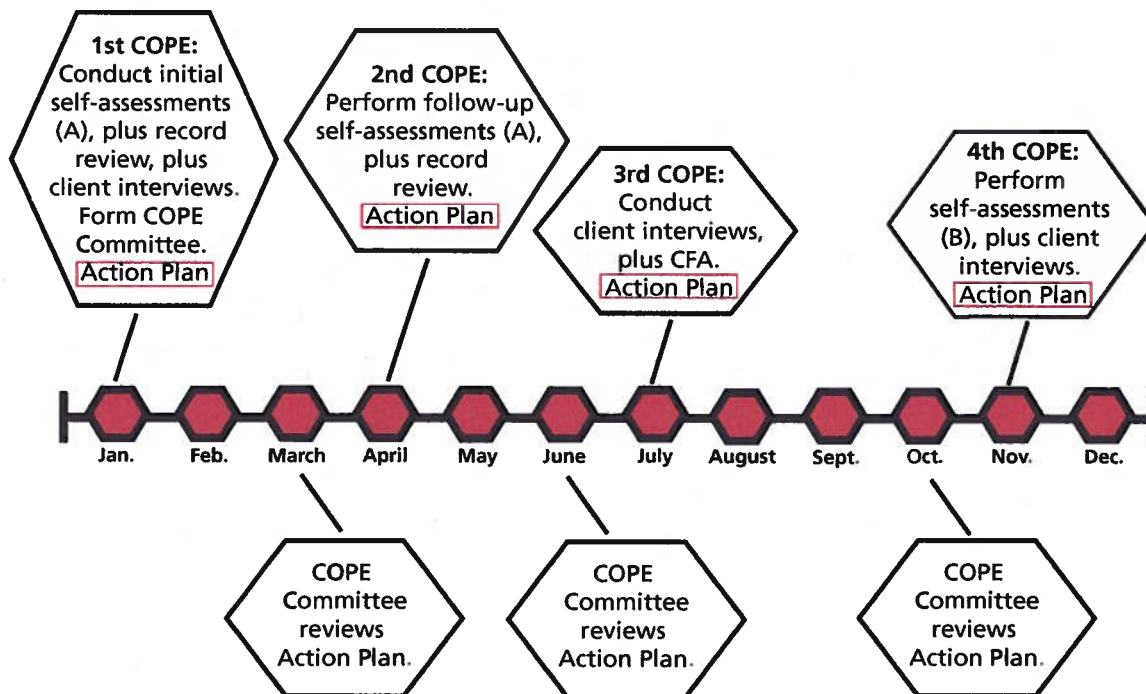 1st COPE:
Conduct initial
self-assessments
(A), plus record
review, plus
client interviews.
Form COPE
Committee.
Action Plan
2nd COPE:
Perform follow-up
self-assessments (A),
plus record
review.
Action Plan
3rd COPE:
Conduct
client interviews,
plus CFA.
Action Plan
4th COPE:
Perform
self-assessments
(B), plus client
interviews.
Action Plan
Jan. Feb. March April May June July August Sept. Oct. Nov. Dec.
COPE
Committee
reviews
Action Plan.
COPE
Committee
reviews
Action Plan.
COPE
Committee
reviews
Action Plan.